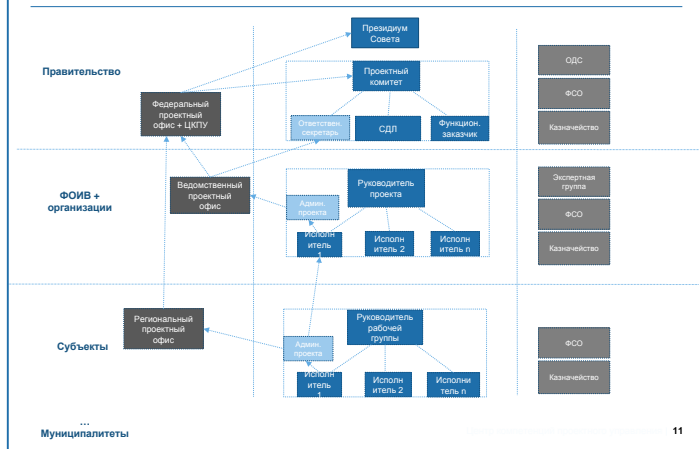 Президиум
Совета
Правительство
Проектный
комитет
ОДС
Федеральный
проектный
офис + ЦКПУ
ФСО
Ответствен.
секретарь
СДЛ
Функцион.
заказчик
Казначейство
ФОИВ +
организации
Ведомственный
проектный
офис
Руководитель
проекта
Экспертная
группа
Админ.
проекта
ФСО
Исполн
итель
1
Исполн
итель 2
Исполн
итель n
Казначейство
Региональный
проектный
офис
Руководитель
рабочей
группы
Субъекты
Админ.
проекта
ФСО
Исполн
итель
1
Исполн
итель 2
Исполни
тель n
Казначейство
...
Муниципалитеты
11